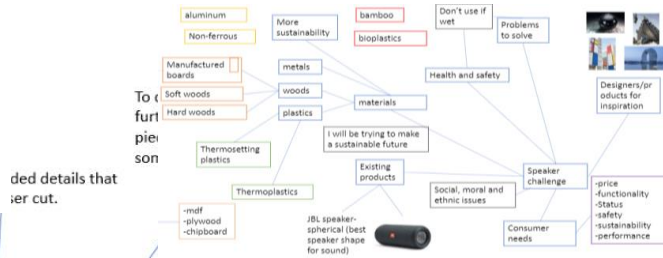 aluminum
Non-ferrous
More
sustainability
bamboo
bioplastics
Don't use if
wet
Problems
to solve
Manufactured
boards
metals
Health and safety
Soft woods
woods
Hard woods
plastics
materials
Designers/pr
oducts for
inspiration
To
furt
pie
som
I will be trying to make
a sustainable future
Thermosetting
plastics
Existing
products
Speaker
challenge
ded details that
ser cut.
Thermoplastics
Social, moral and
ethnic issues
-price
-functionality
-Status
-safety
-sustainability
-performance
-mdf
-plywood
-chipboard
JBL speaker-
spherical (best
speaker shape
for sound)
Consumer
needs